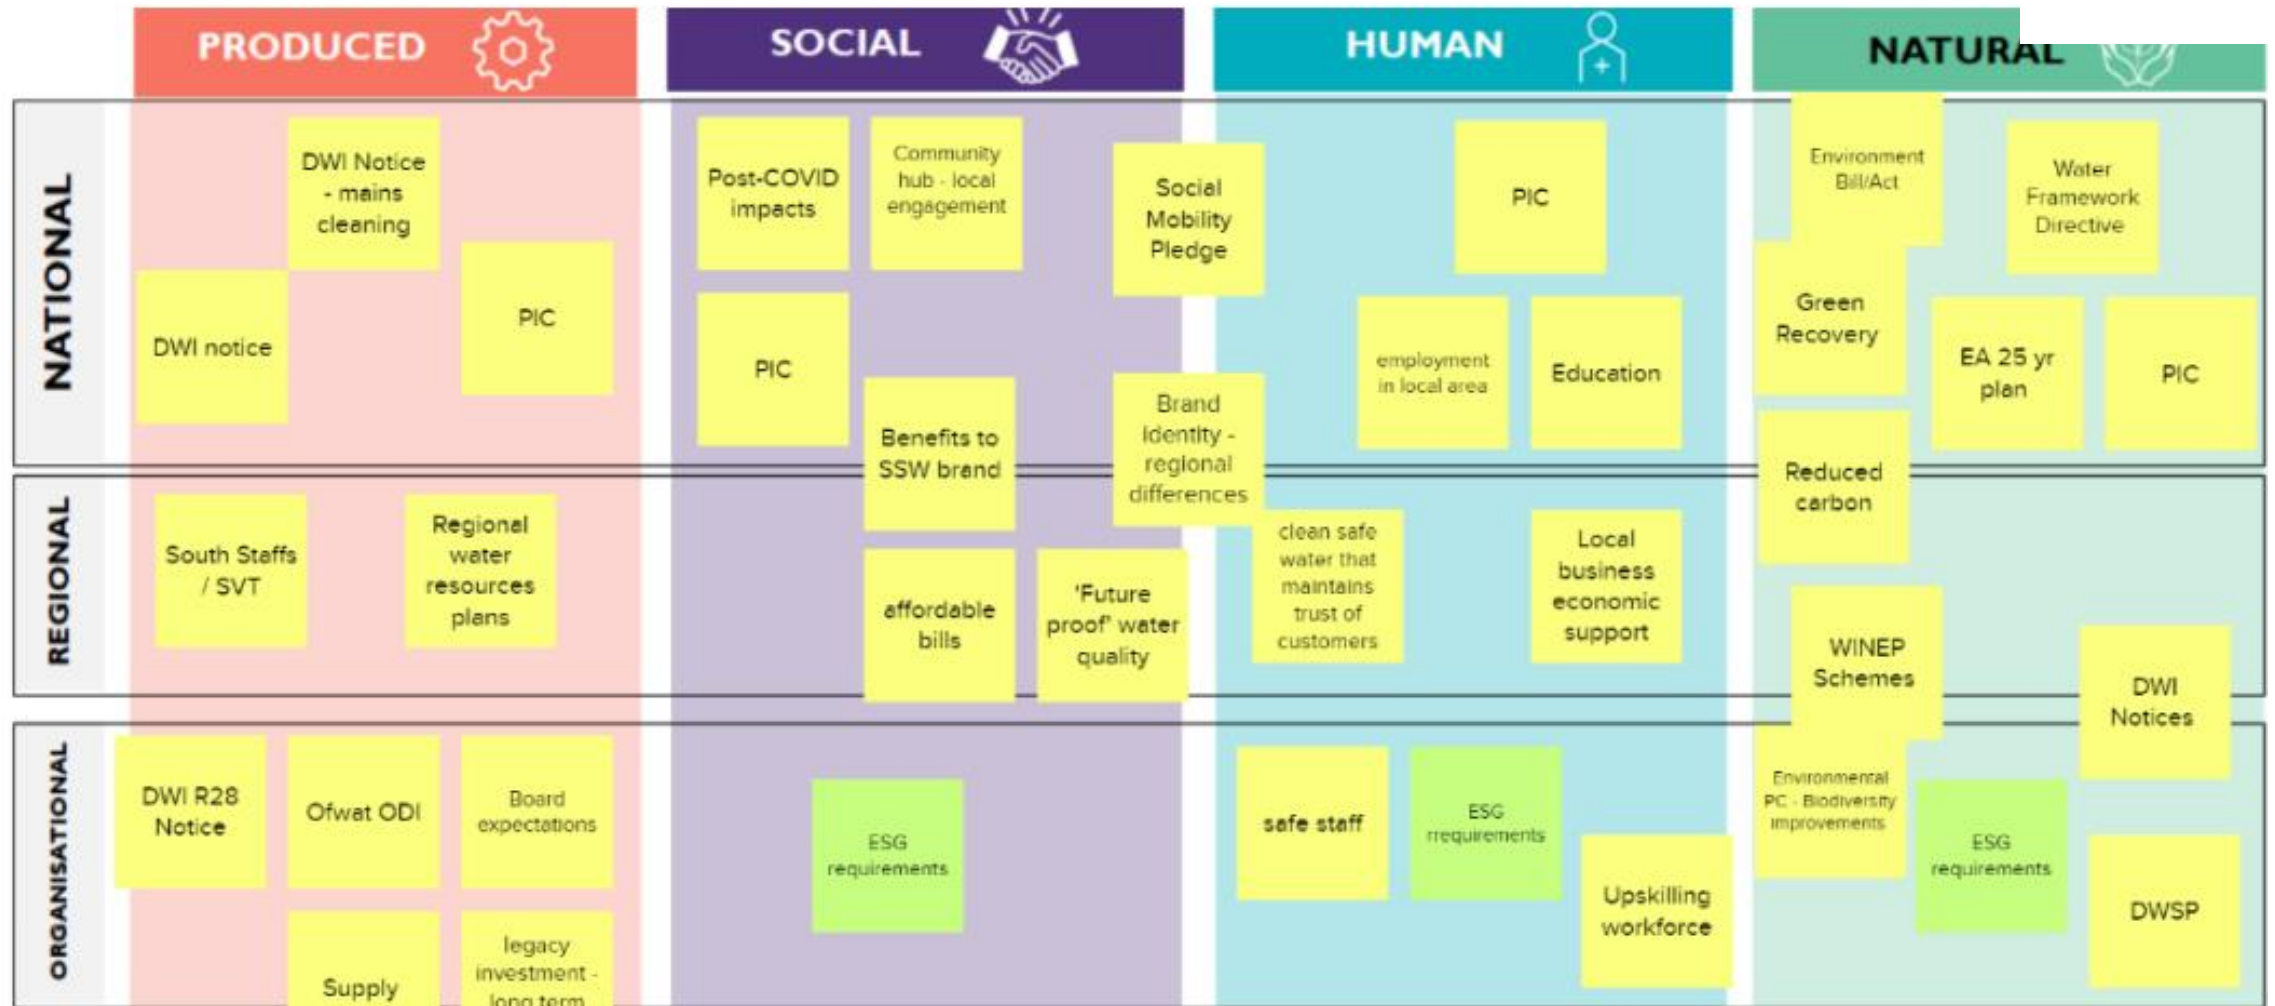 PRODUCED
SOCIAL
HUMAN
NATURAL
NATIONAL
DWI Notice
- mains
cleaning
DWI notice
PIC
Post-COVID
impacts
Community
hub - local
engagement
Social
Mobility
Pledge
PIC
Benefits to
SSW brand
Brand
Identity -
regional
differences
PIC
employment
in local area
Education
Environment
Bill/Act
Water
Framework
Directive
Green
Recovery
EA 25 yr
plan
PIC
Reduced
carbon
REGIONAL
South Staffs
/ SVT
Regional
water
resources
plans
affordable
bills
'Future
proof' water
quality
clean safe
water that
maintains
trust of
customers
Local
business
economic
support
WINEP
Schemes
DWI
Notices
ORGANISATIONAL
DWI R28
Notice
Ofwat ODI
Board
expectations
Supply
legacy
investment -
long term
ESG
requirements
safe staff
ESG
rrequirements
Upskilling
workforce
Environmental
PC - Biodiversity
improvements
ESG
requirements
DWSP